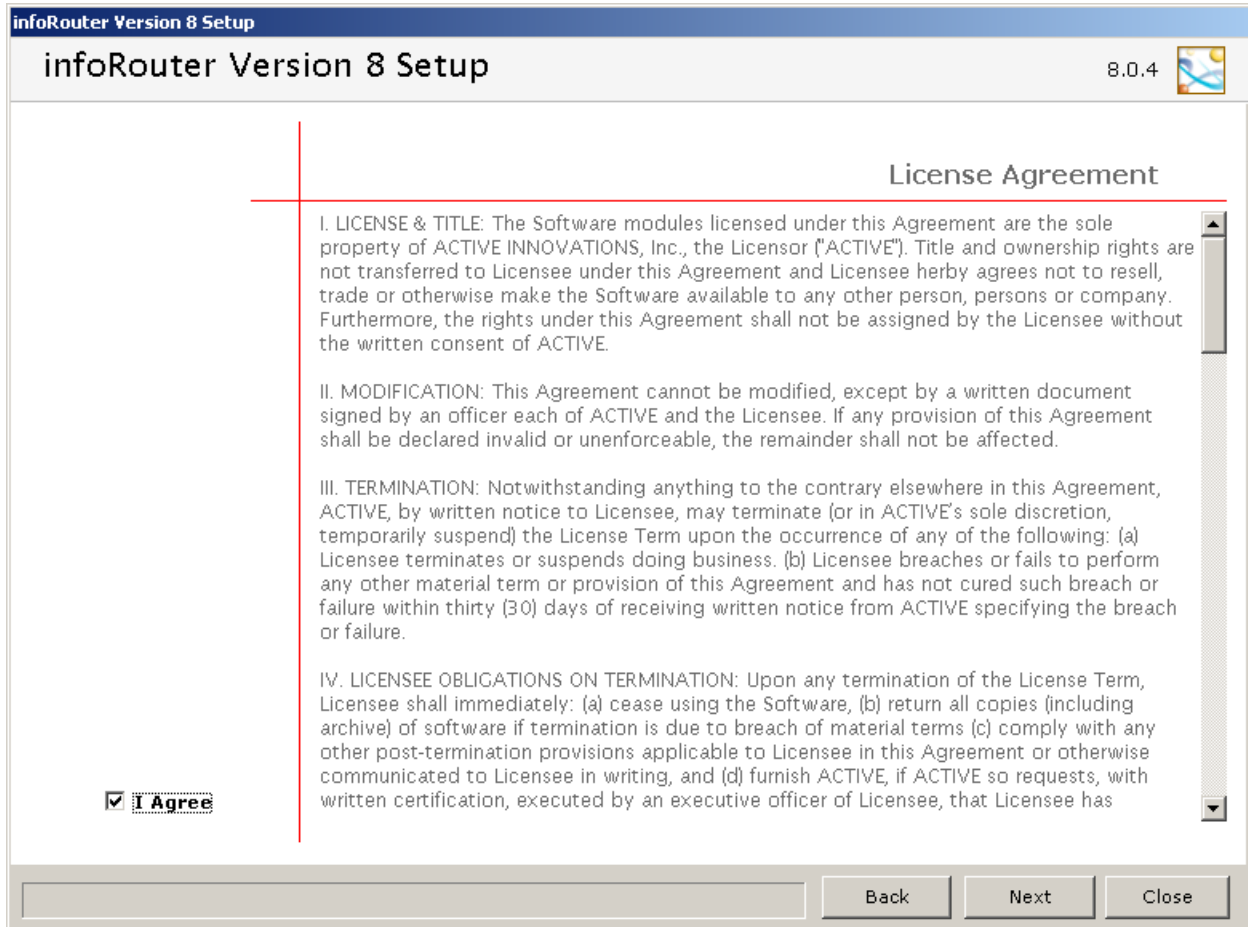 infoRouter Version 8 Setup
infoRouter Version 8 Setup
8.0.4
License Agreement
I. LICENSE & TITLE: The Software modules licensed under this Agreement are the sole
property of ACTIVE INNOVATIONS, Inc., the Licensor ("ACTIVE"). Title and ownership rights are
not transferred to Licensee under this Agreement and Licensee herby agrees not to resell,
trade or otherwise make the Software available to any other person, persons or company.
Furthermore, the rights under this Agreement shall not be assigned by the Licensee without
the written consent of ACTIVE.
II. MODIFICATION: This Agreement cannot be modified, except by a written document
signed by an officer each of ACTIVE and the Licensee. If any provision of this Agreement
shall be declared invalid or unenforceable, the remainder shall not be affected.
III. TERMINATION: Notwithstanding anything to the contrary elsewhere in this Agreement,
ACTIVE, by written notice to Licensee, may terminate (or in ACTIVE's sole discretion,
temporarily suspend) the License Term upon the occurrence of any of the following: (a)
Licensee terminates or suspends doing business. (b) Licensee breaches or fails to perform
any other material term or provision of this Agreement and has not cured such breach or
failure within thirty (30) days of receiving written notice from ACTIVE specifying the breach
or failure.
IV. LICENSEE OBLIGATIONS ON TERMINATION: Upon any termination of the License Term,
Licensee shall immediately: (a) cease using the Software, (b) return all copies (including
archive) of software if termination is due to breach of material terms (c) comply with any
other post-termination provisions applicable to Licensee in this Agreement or otherwise
communicated to Licensee in writing, and (d) furnish ACTIVE, if ACTIVE so requests, with
written certification, executed by an executive officer of Licensee, that Licensee has
I Agree
Back
Next
Close